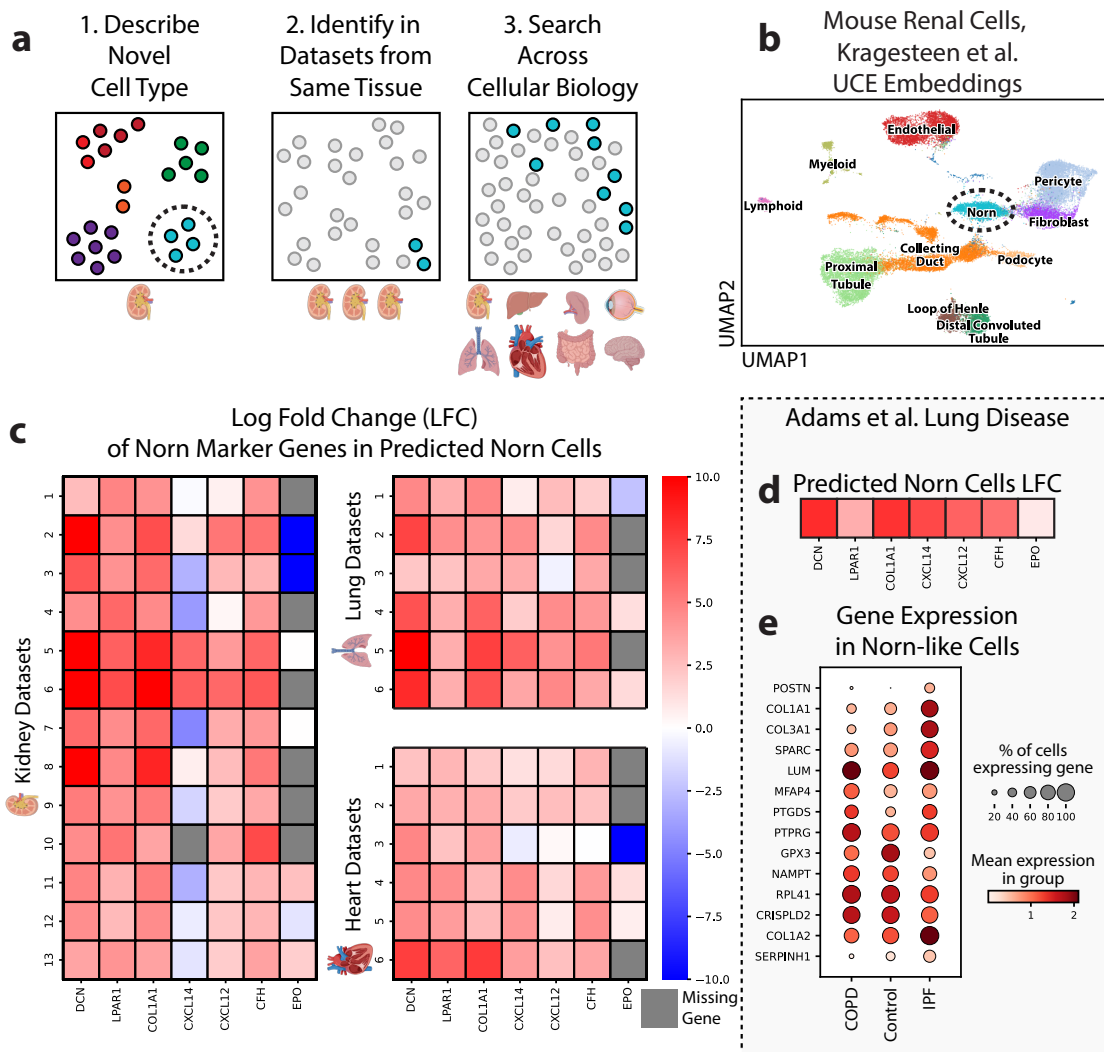 a
1. Describe
Novel
Cell Type
2. Identify in
Datasets from
Same Tissue
3. Search
Across
Cellular Biology
b
Mouse Renal Cells,
Kragesteen et al.
UCE Embeddings
Endothelial
Myeloid
Pericyte
Lymphoid
Norn
Fibroblast
Collecting
Duct
Podocyte
Proximal
Tubule
Loop of Henle
Distal Convoluted
Tubule
UMAP2
UMAP1
c
Log Fold Change (LFC)
of Norn Marker Genes in Predicted Norn Cells
Kidney Datasets
1
2
3
4
5
6
7
8
9
10
11
12
13
DCN
LPAR1
COL1A1
CXCL14
CXCL12
CFH
EPO
Lung Datasets
1
2
3
4
5
6
Heart Datasets
1
2
3
4
5
6
DCN
LPAR1
COL1A1
CXCL14
CXCL12
CFH
EPO
10.0
7.5
5.0
2.5
0.0
−2.5
−5.0
−7.5
−10.0
Missing
Gene
Adams et al. Lung Disease
d
Predicted Norn Cells LFC
DCN
LPAR1
COL1A1
CXCL14
CXCL12
CFH
EPO
e
Gene Expression
in Norn-like Cells
POSTN
COL1A1
COL3A1
SPARC
LUM
MFAP4
PTGDS
PTPRG
GPX3
NAMPT
RPL41
CRISPLD2
COL1A2
SERPINH1
COPD
Control
IPF
% of cells
expressing gene
20 40 60 80 100
Mean expression
in group
1 2